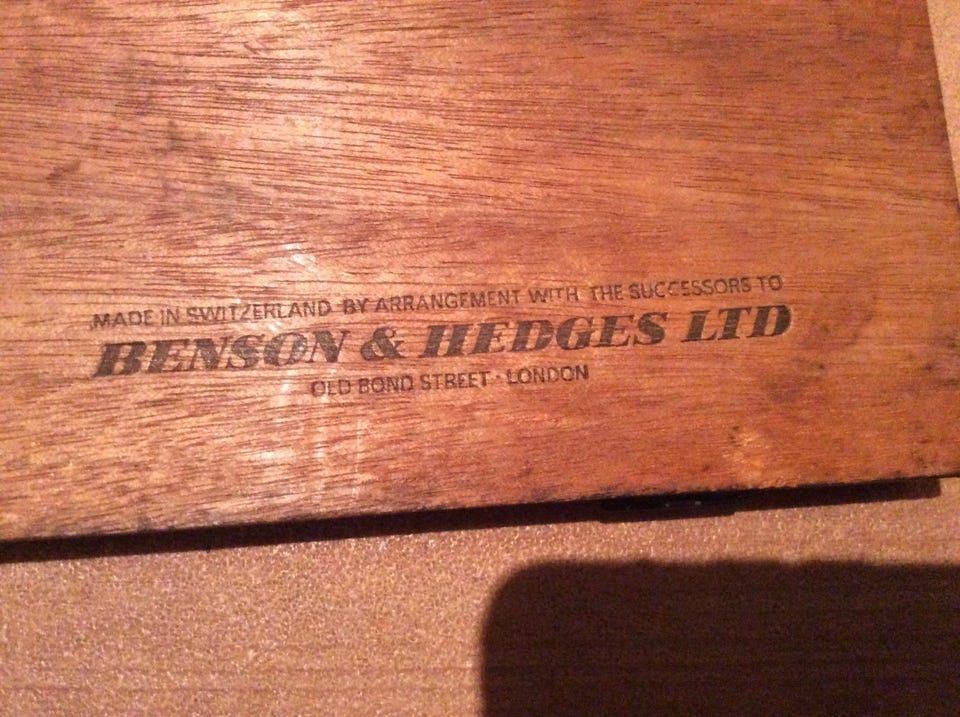 MADE IN SWITZERLAND BY ARRANGEMENT WITH THE SUCCESSORS TO
BENSON & HEDGES LTD
OLD BOND STREET · LONDON